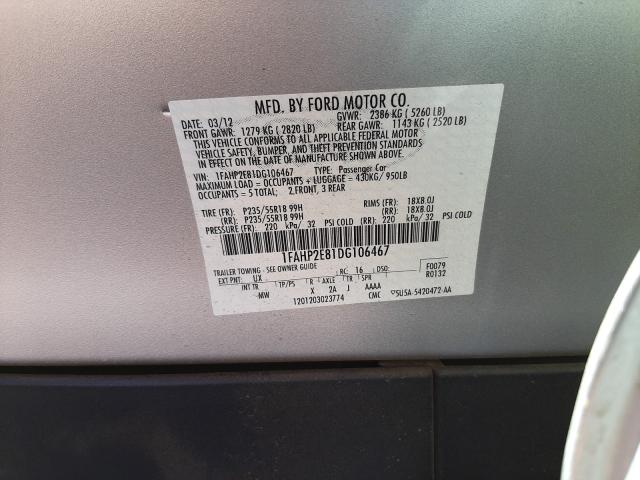 MFD. BY FORD MOTOR CO.
DATE: 03/12 GVWR: 2386 KG ( 5260 LB)
FRONT GAWR: 1279 KG ( 2820 LB) REAR GAWR: 1143 KG ( 2520 LB)
THIS VEHICLE CONFORMS TO ALL APPLICABLE FEDERAL MOTOR
VEHICLE SAFETY, BUMPER, AND THEFT PREVENTION STANDARDS
IN EFFECT ON THE DATE OF MANUFACTURE SHOWN ABOVE.
VIN: 1FAHP2E81DG106467 TYPE: Passenger Car
MAXIMUM LOAD = OCCUPANTS + LUGGAGE = 430KG/ 950LB
OCCUPANTS = 5 TOTAL; 2,FRONT, 3 REAR
TIRE (FR): P235/55R18 99H RIMS (FR): 18X8.0J
(RR): P235/55R18 99H (RR): 18X8.0J
PRESSURE (FR): 220 kPa/ 32 PSI COLD (RR): 220 kPa/ 32 PSI COLD
1FAHP2E81DG106467
TRAILER TOWING - SEE OWNER GUIDE RC: 16 DSO: F0079
EXT PNT: UX R0132
INT TR TP/PS R AXLE TR SPR
MW X 2A J AAAA
1201203023774 CMC 5U5A-5420472-AA